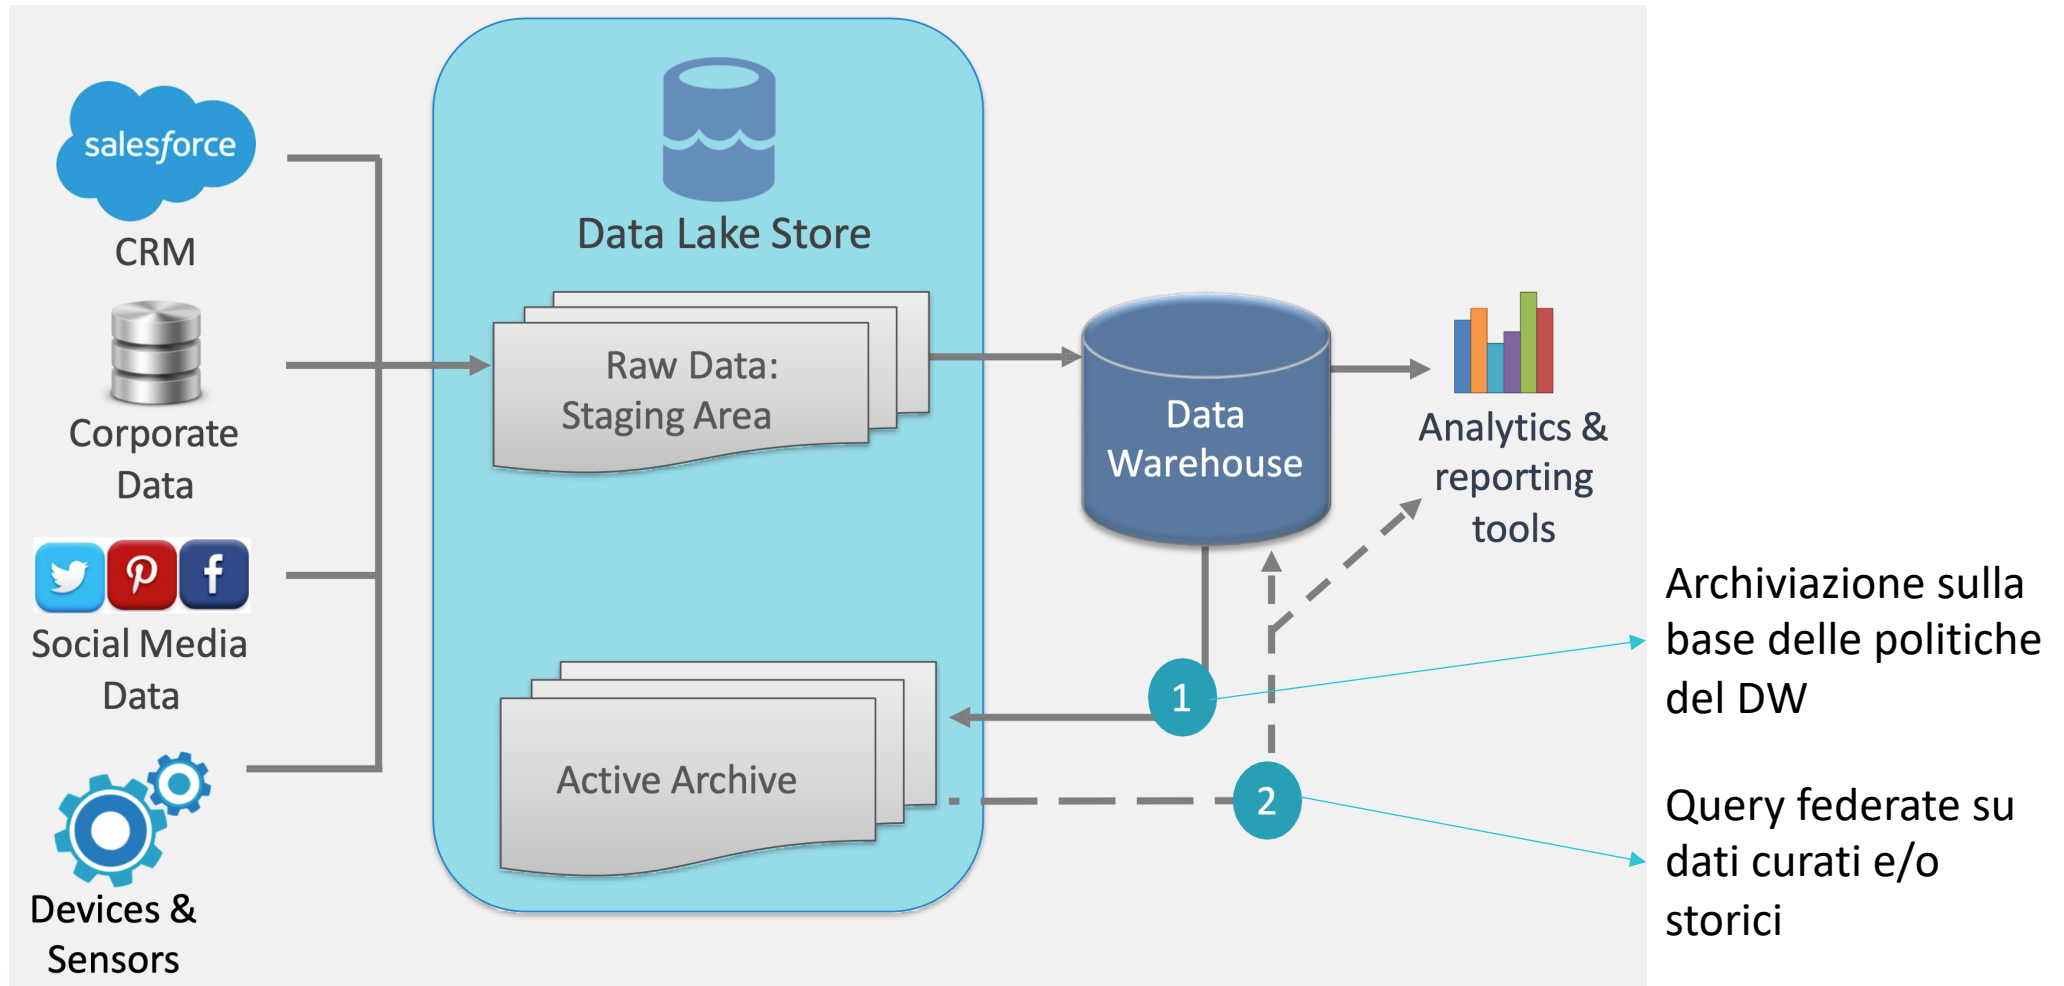 salesforce
CRM
Corporate
Data
Social Media
Data
Devices &
Sensors
Data Lake Store
Raw Data:
Staging Area
Active Archive
Data
Warehouse
Analytics &
reporting
tools
1
2
Archiviazione sulla
base delle politiche
del DW
Query federate su
dati curati e/o
storici